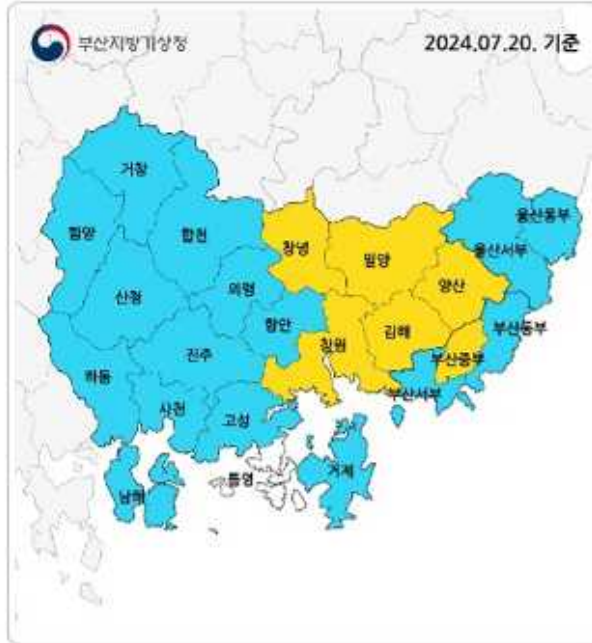 부산지방기상청
2024.07.20. 기준
거창
함양
합천
창녕
밀양
울산동부
울산서부
산청
의령
양산
함안
창원
김해
부산동부
진주
하동
부산중부
사천
고성
부산서부
통영
거제
남해